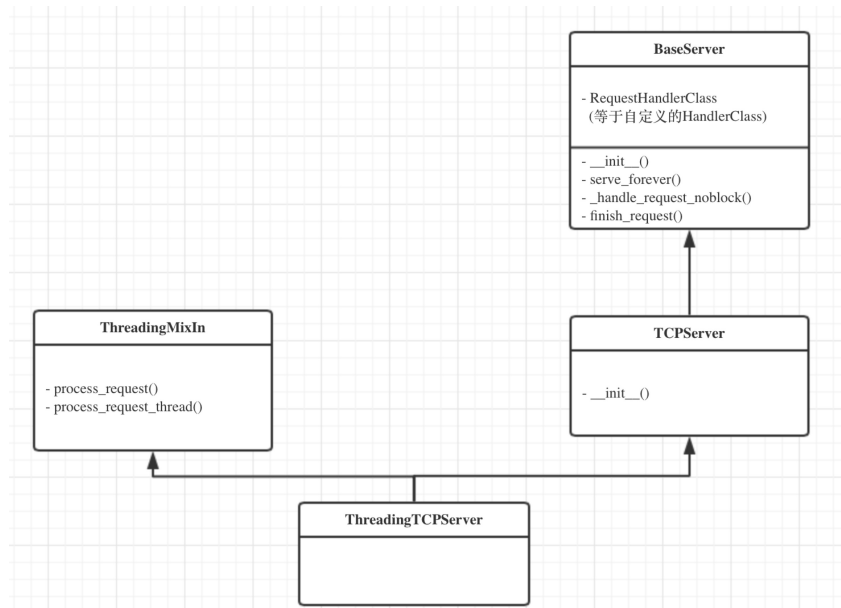 BaseServer
- RequestHandlerClass
(等于自定义的HandlerClass)
- __init__()
- serve_forever()
- _handle_request_noblock()
- finish_request()
ThreadingMixIn
- process_request()
- process_request_thread()
TCPServer
- __init__()
ThreadingTCPServer